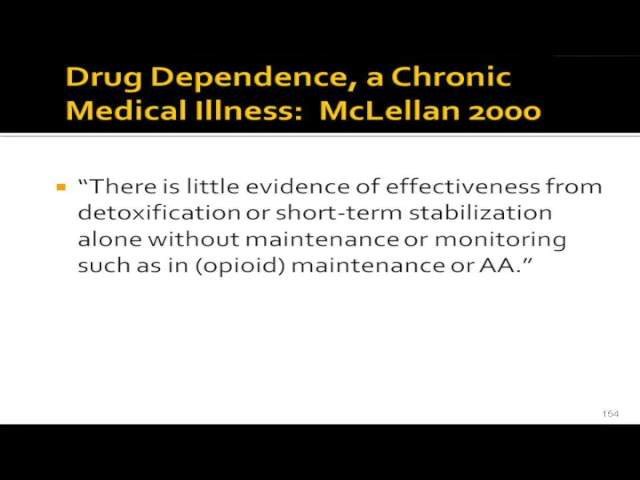 Drug Dependence, a Chronic
Medical Illness: McLellan 2000
“There is little evidence of effectiveness from
detoxification or short-term stabilization
alone without maintenance or monitoring
such as in (opioid) maintenance or AA.”
154